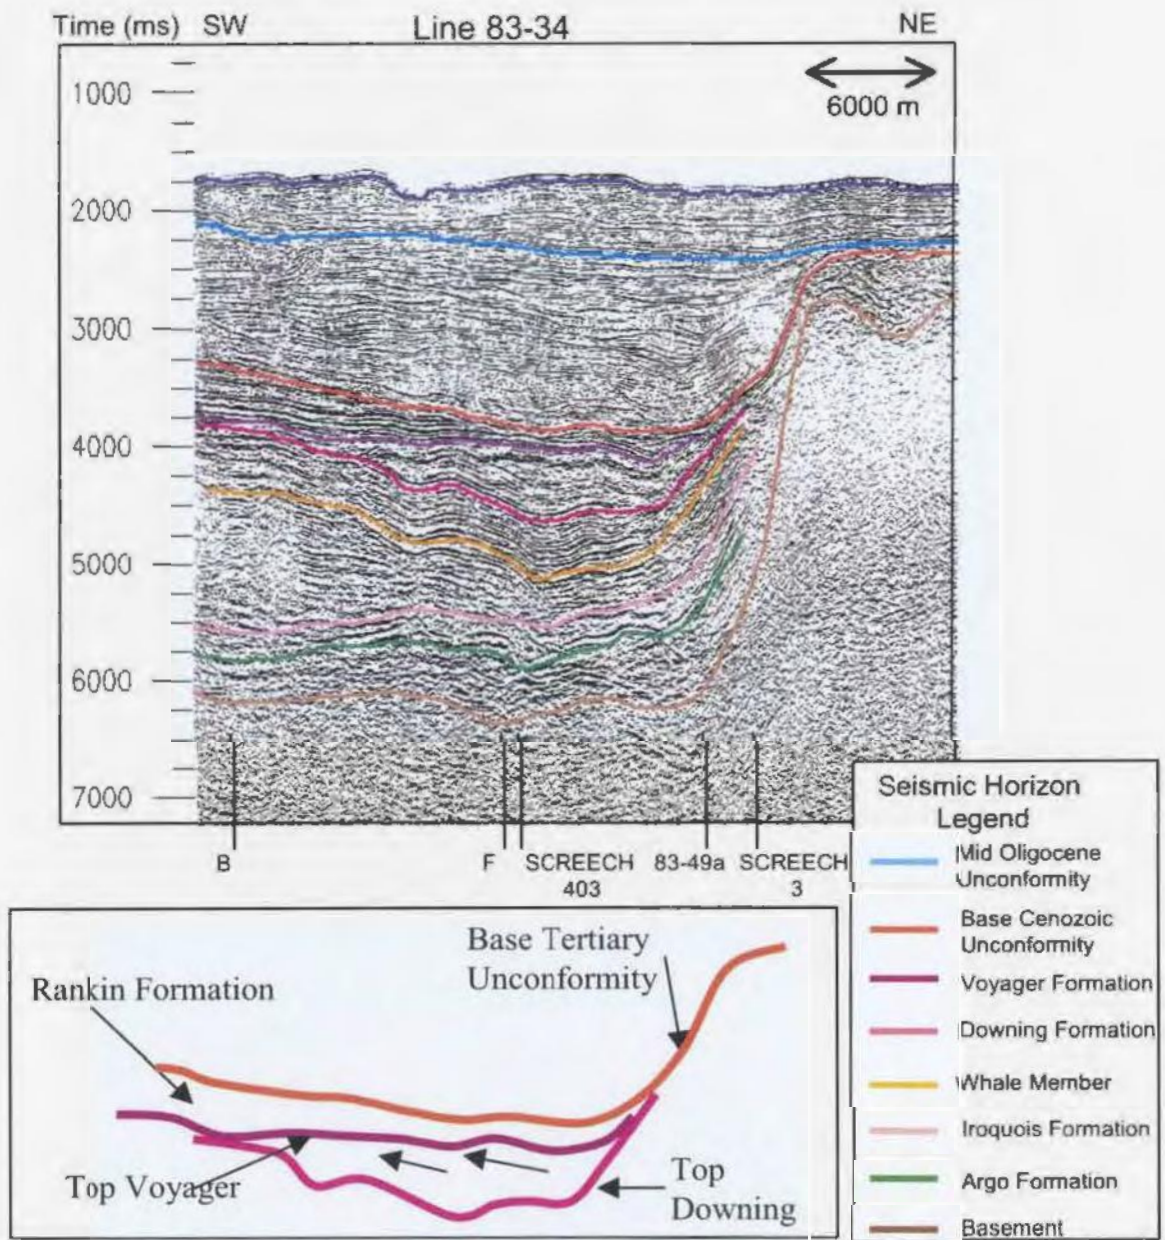 Time (ms) SW Line 83-34 NE
6000 m
1000
2000
3000
4000
5000
6000
7000
B F SCREECH 403 83-49a SCREECH 3
Seismic Horizon
Legend
Mid Oligocene
Unconformity
Base Cenozoic
Unconformity
Voyager Formation
Downing Formation
Whale Member
Iroquois Formation
Argo Formation
Basement
Rankin Formation
Base Tertiary
Unconformity
Top Voyager
Top
Downing